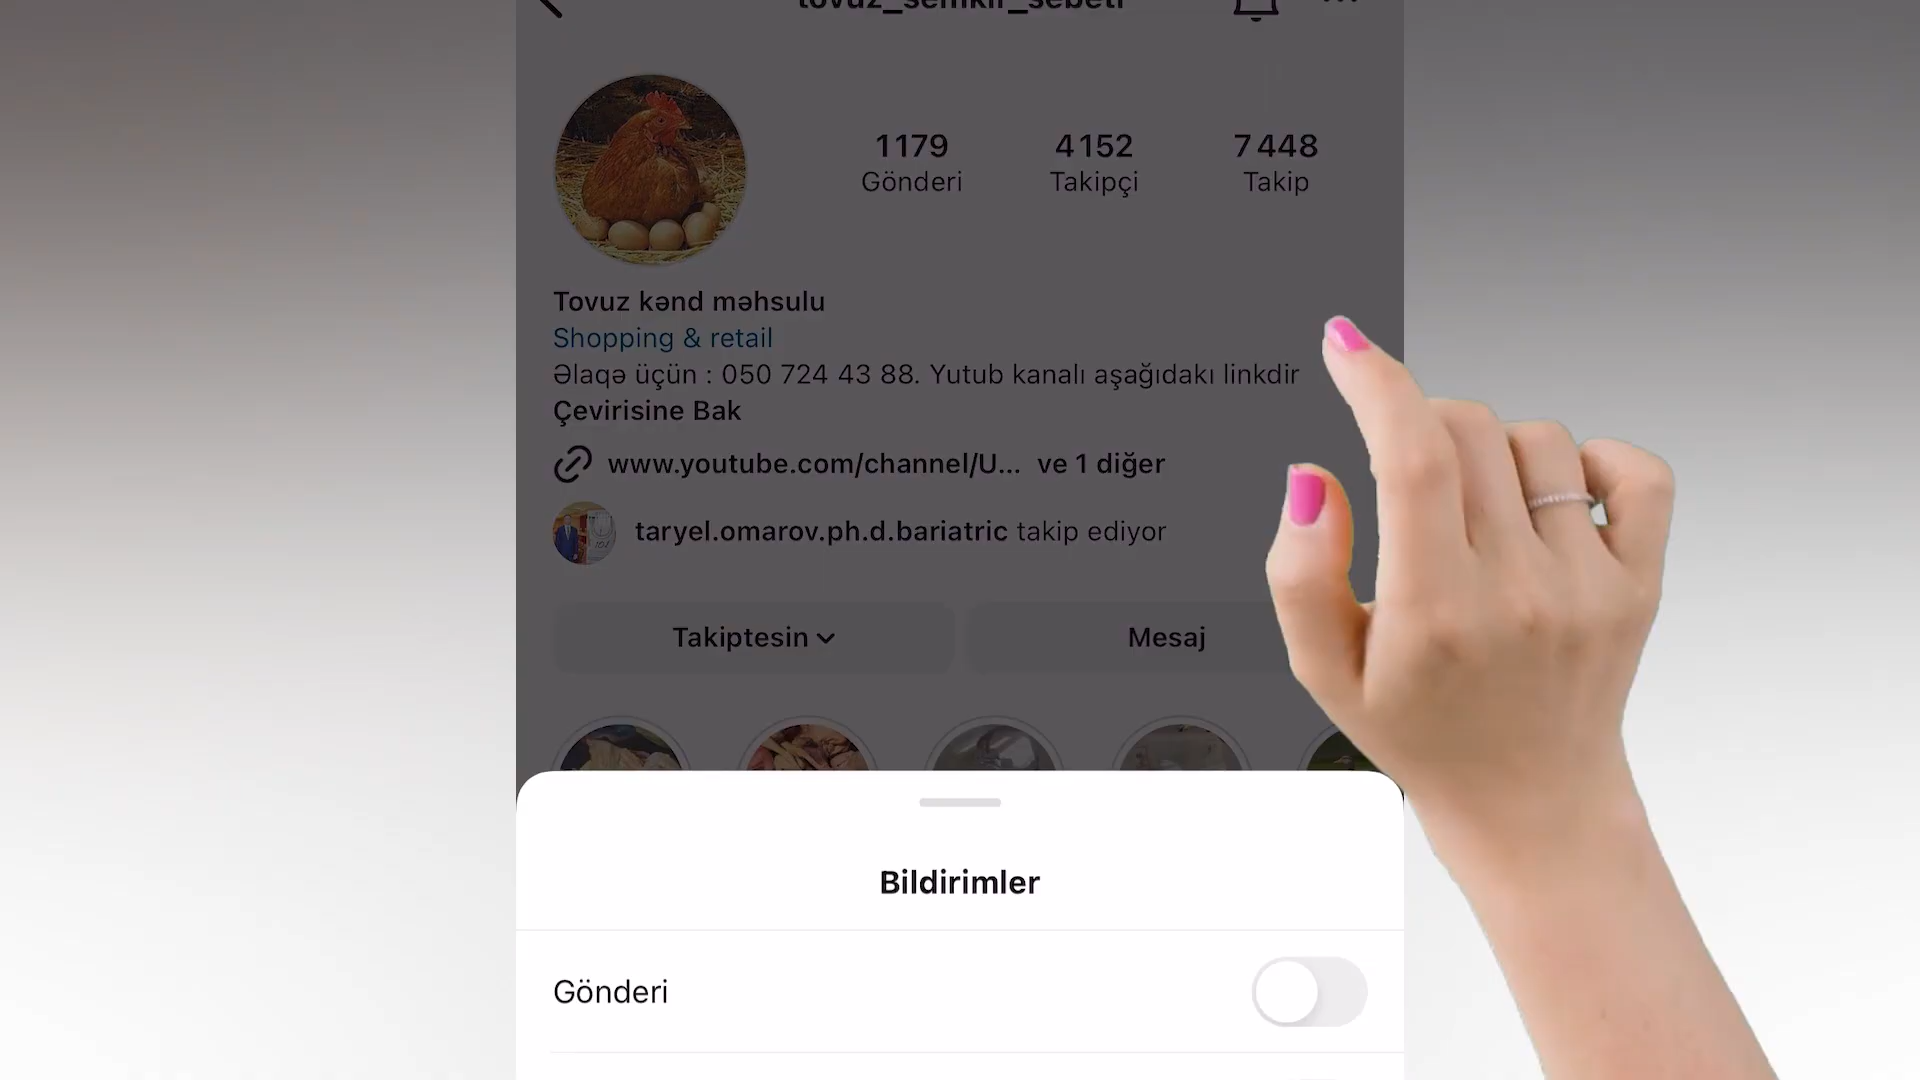 tovuz_semkir_sebeti
1179
4152
7448
Gönderi
Takipçi
Takip
Tovuz kənd məhsulu
Shopping & retail
Əlaqə üçün : 050 724 43 88. Yutub kanalı aşağıdakı linkdir
Çevirisine Bak
www.youtube.com/channel/U... ve 1 diğer
taryel.omarov.ph.d.bariatric takip ediyor
Takiptesin
Mesaj
Bildirimler
Gönderi